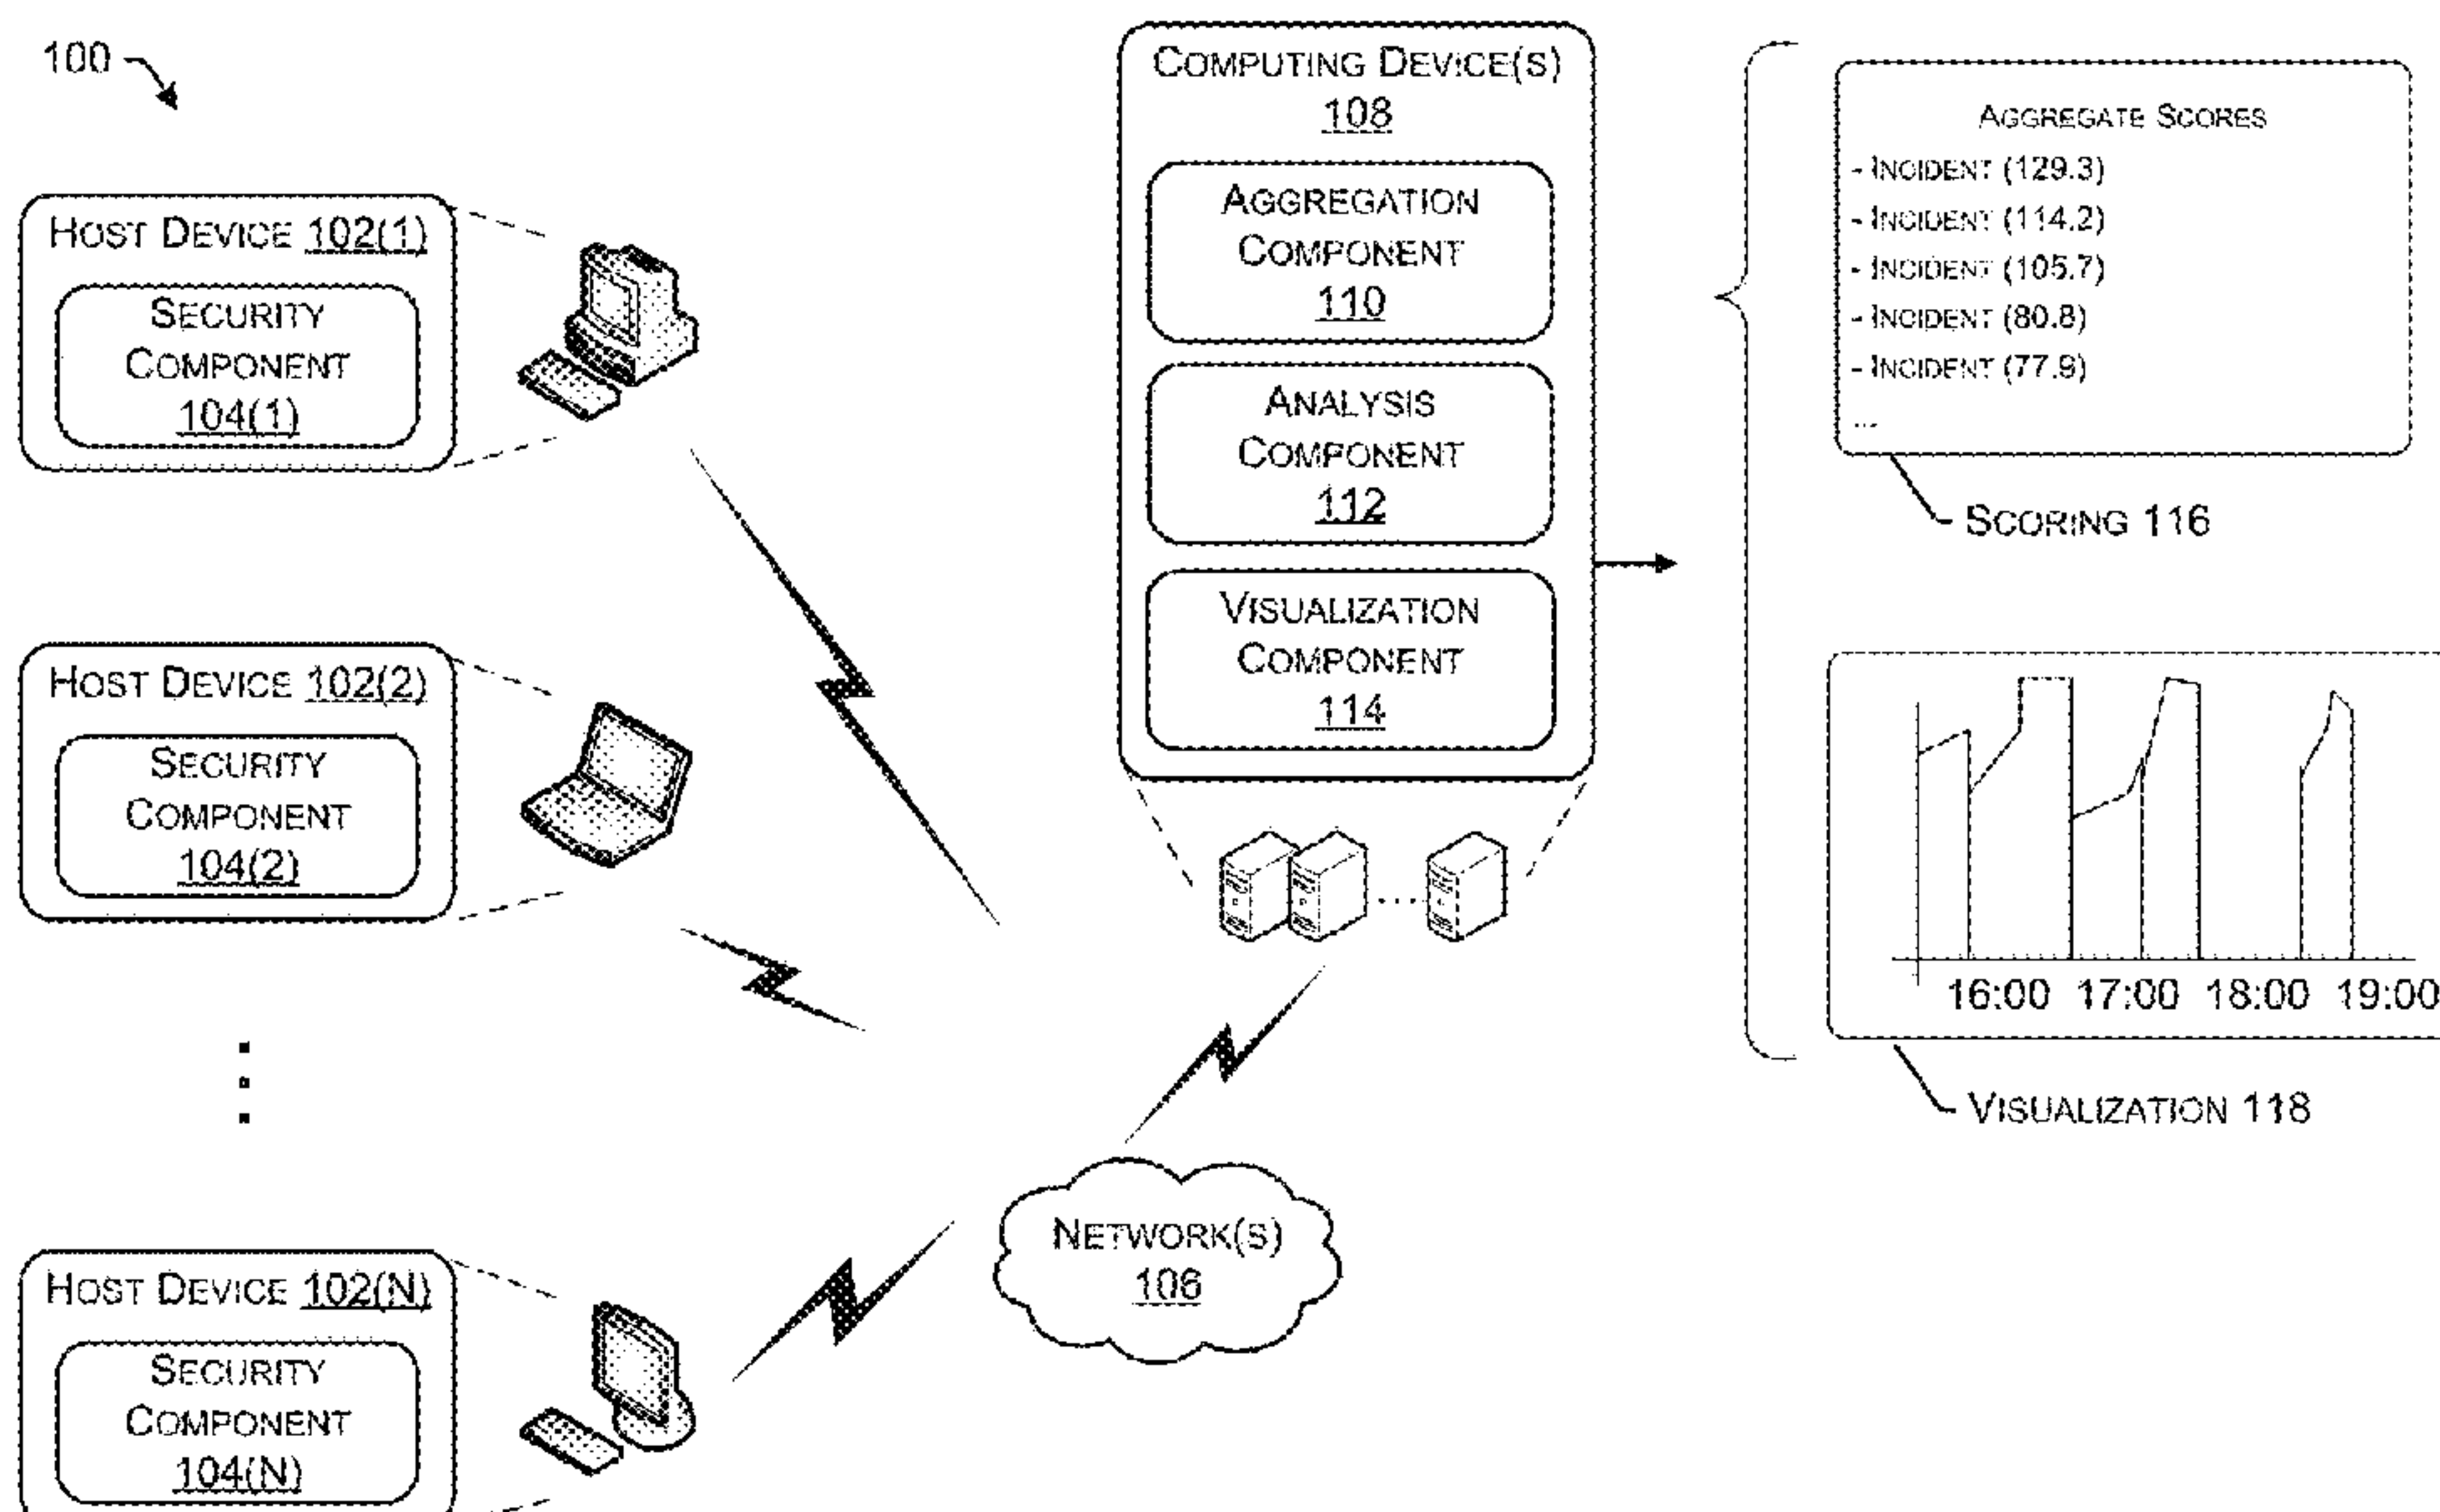 100
HOST DEVICE 102(1)
SECURITY
COMPONENT
104(1)
HOST DEVICE 102(2)
SECURITY
COMPONENT
104(2)
HOST DEVICE 102(N)
SECURITY
COMPONENT
104(N)
NETWORK(S)
106
COMPUTING DEVICE(S)
108
AGGREGATION
COMPONENT
110
ANALYSIS
COMPONENT
112
VISUALIZATION
COMPONENT
114
AGGREGATE SCORES
- INCIDENT (129.3)
- INCIDENT (114.2)
- INCIDENT (105.7)
- INCIDENT (80.8)
- INCIDENT (77.9)
...
SCORING 116
16:00 17:00 18:00 19:00
VISUALIZATION 118